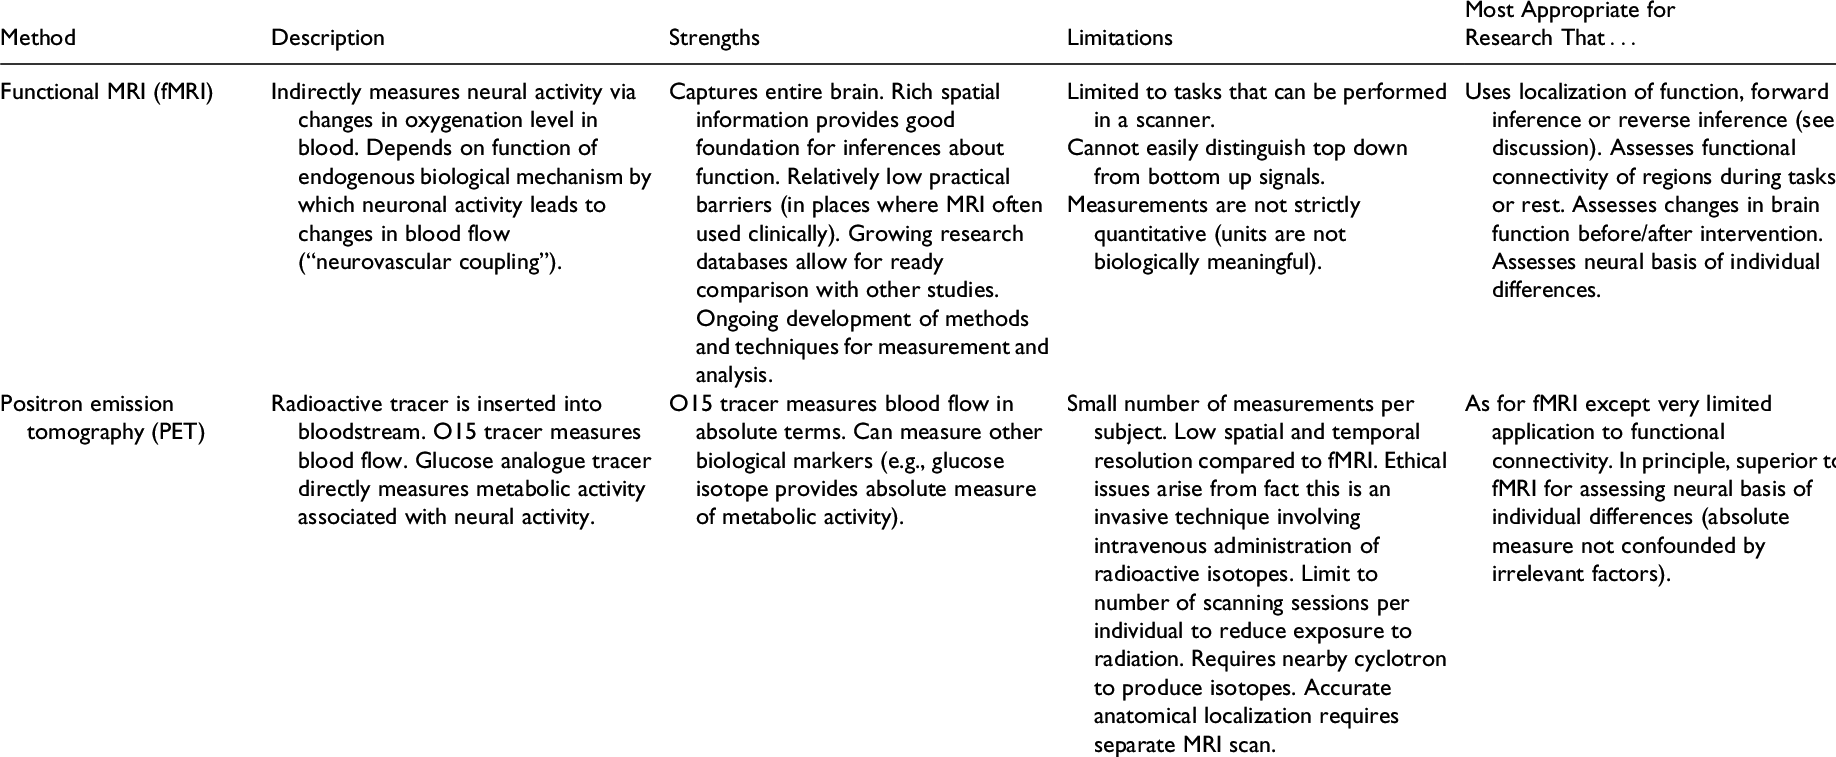 Method
Description
Strengths
Limitations
Most Appropriate for
Research That . . .
Functional MRI (fMRI)
Indirectly measures neural activity via
changes in oxygenation level in
blood. Depends on function of
endogenous biological mechanism by
which neuronal activity leads to
changes in blood flow
(“neurovascular coupling”).
Captures entire brain. Rich spatial
information provides good
foundation for inferences about
function. Relatively low practical
barriers (in places where MRI often
used clinically). Growing research
databases allow for ready
comparison with other studies.
Ongoing development of methods
and techniques for measurement and
analysis.
Limited to tasks that can be performed
in a scanner.
Cannot easily distinguish top down
from bottom up signals.
Measurements are not strictly
quantitative (units are not
biologically meaningful).
Uses localization of function, forward
inference or reverse inference (see
discussion). Assesses functional
connectivity of regions during tasks
or rest. Assesses changes in brain
function before/after intervention.
Assesses neural basis of individual
differences.
Positron emission
tomography (PET)
Radioactive tracer is inserted into
bloodstream. O15 tracer measures
blood flow. Glucose analogue tracer
directly measures metabolic activity
associated with neural activity.
O15 tracer measures blood flow in
absolute terms. Can measure other
biological markers (e.g., glucose
isotope provides absolute measure
of metabolic activity).
Small number of measurements per
subject. Low spatial and temporal
resolution compared to fMRI. Ethical
issues arise from fact this is an
invasive technique involving
intravenous administration of
radioactive isotopes. Limit to
number of scanning sessions per
individual to reduce exposure to
radiation. Requires nearby cyclotron
to produce isotopes. Accurate
anatomical localization requires
separate MRI scan.
As for fMRI except very limited
application to functional
connectivity. In principle, superior to
fMRI for assessing neural basis of
individual differences (absolute
measure not confounded by
irrelevant factors).